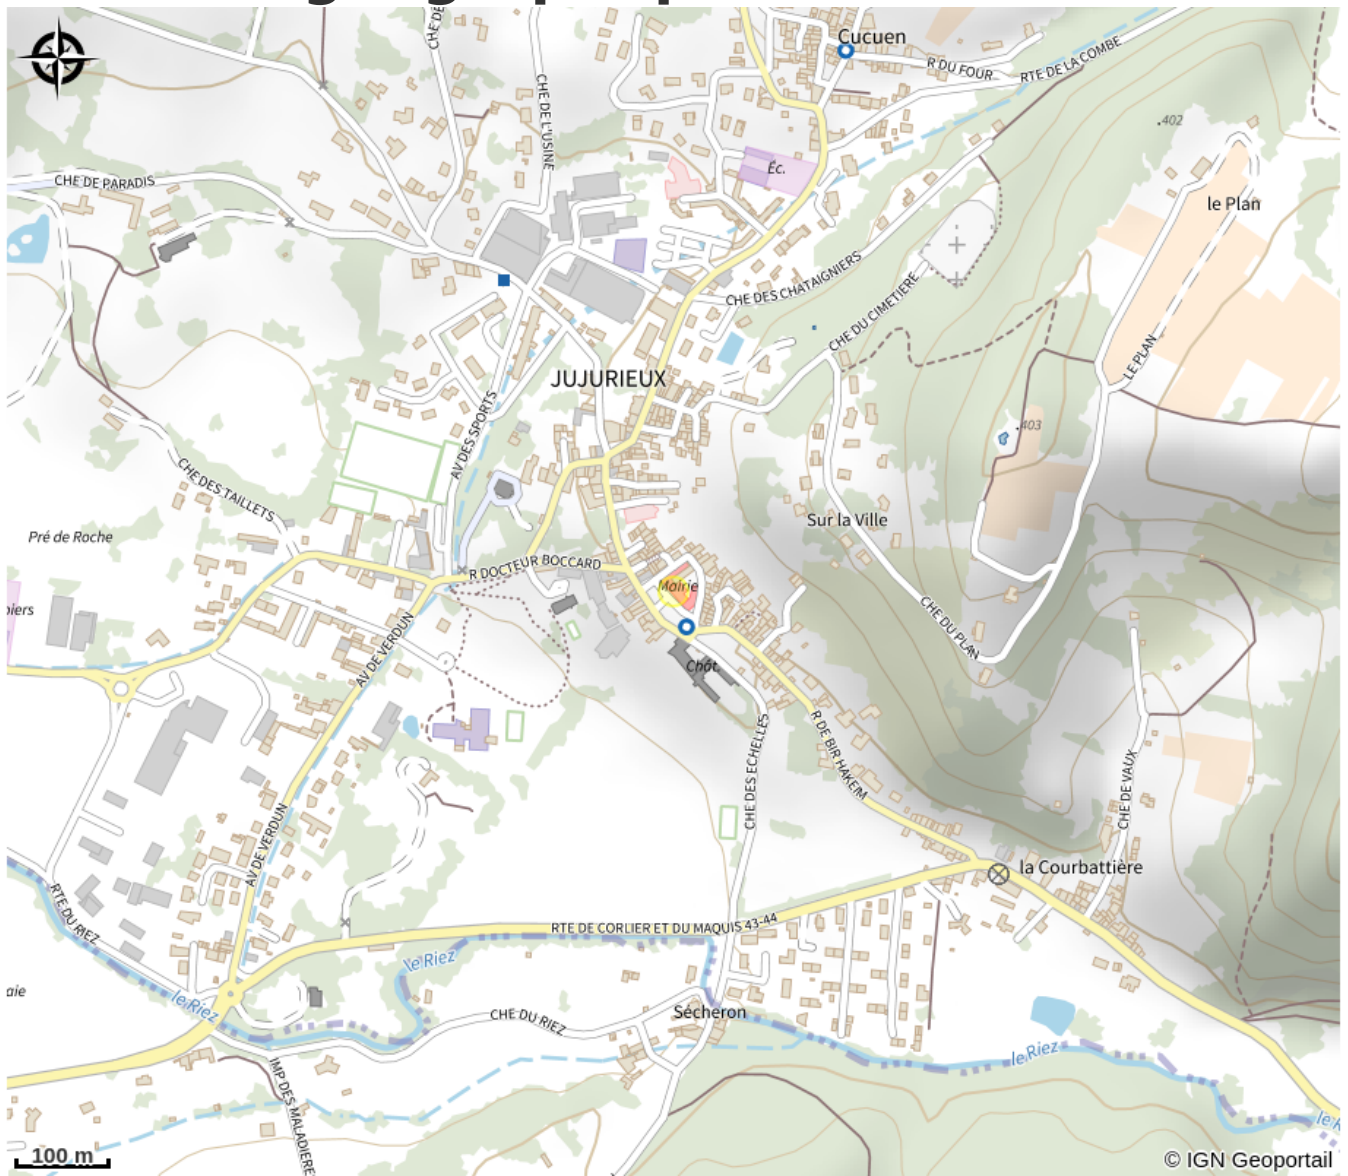 Cucuen
R DU FOUR
RTE DE LA COMBE
CHE DE L'USINE
.402
CHE DE PARADIS
Éc.
le Plan
CHE DES CHATAIGNIERS
CHE DU CIMETIERE
LE PLAN
JUJURIEUX
AV DES SPORTS
.403
CHE DES TAILLETS
Sur la Ville
Pré de Roche
R DOCTEUR BOCCARD
Mairie
CHE DU PLAN
AV DE VERDUN
Chât.
R DE BIR HAKEIM
CHE DES ECHELLES
CHE DE VAUX
AV DE VERDUN
la Courbattière
RTE DU RIEZ
RTE DE CORLIER ET DU MAQUIS 43-44
le Riez
le Riez
CHE DU RIEZ
Sécheron
le Riez
IMP DES MALADIERE
100 m
© IGN Geoportail